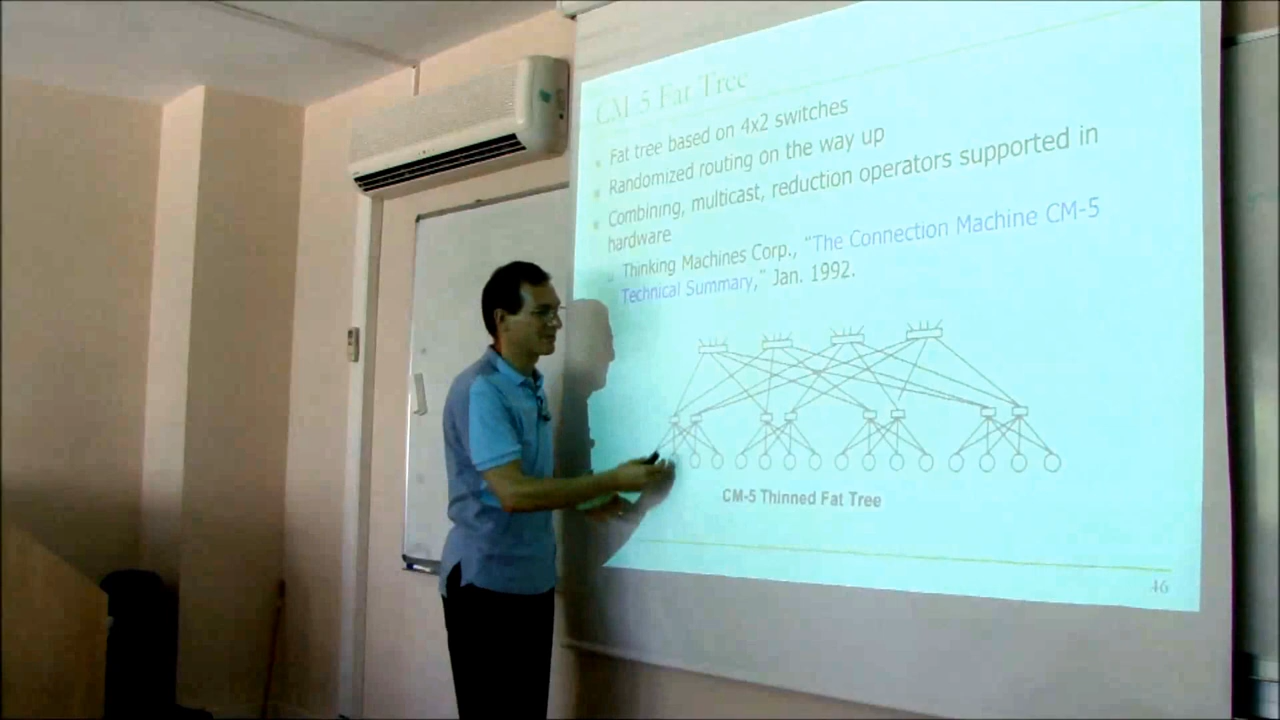 CM-5 Fat Tree
Fat tree based on 4x2 switches
Randomized routing on the way up
Combining, multicast, reduction operators supported in
hardware
Thinking Machines Corp., “The Connection Machine CM-5
Technical Summary,” Jan. 1992.
CM-5 Thinned Fat Tree
46